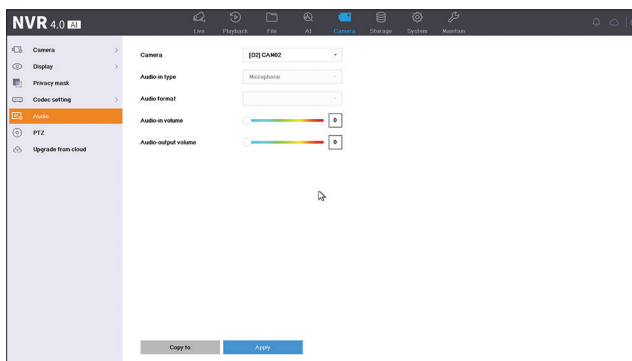 NVR 4.0 AI
Live Playback File AI Camera Storage System Maintain
Camera
Display
Privacy mask
Codec setting
Audio
PTZ
Upgrade from cloud
Camera [D2] CAM02
Audio-in type Microphone
Audio format
Audio-in volume 0
Audio-output volume 0
Copy to Apply